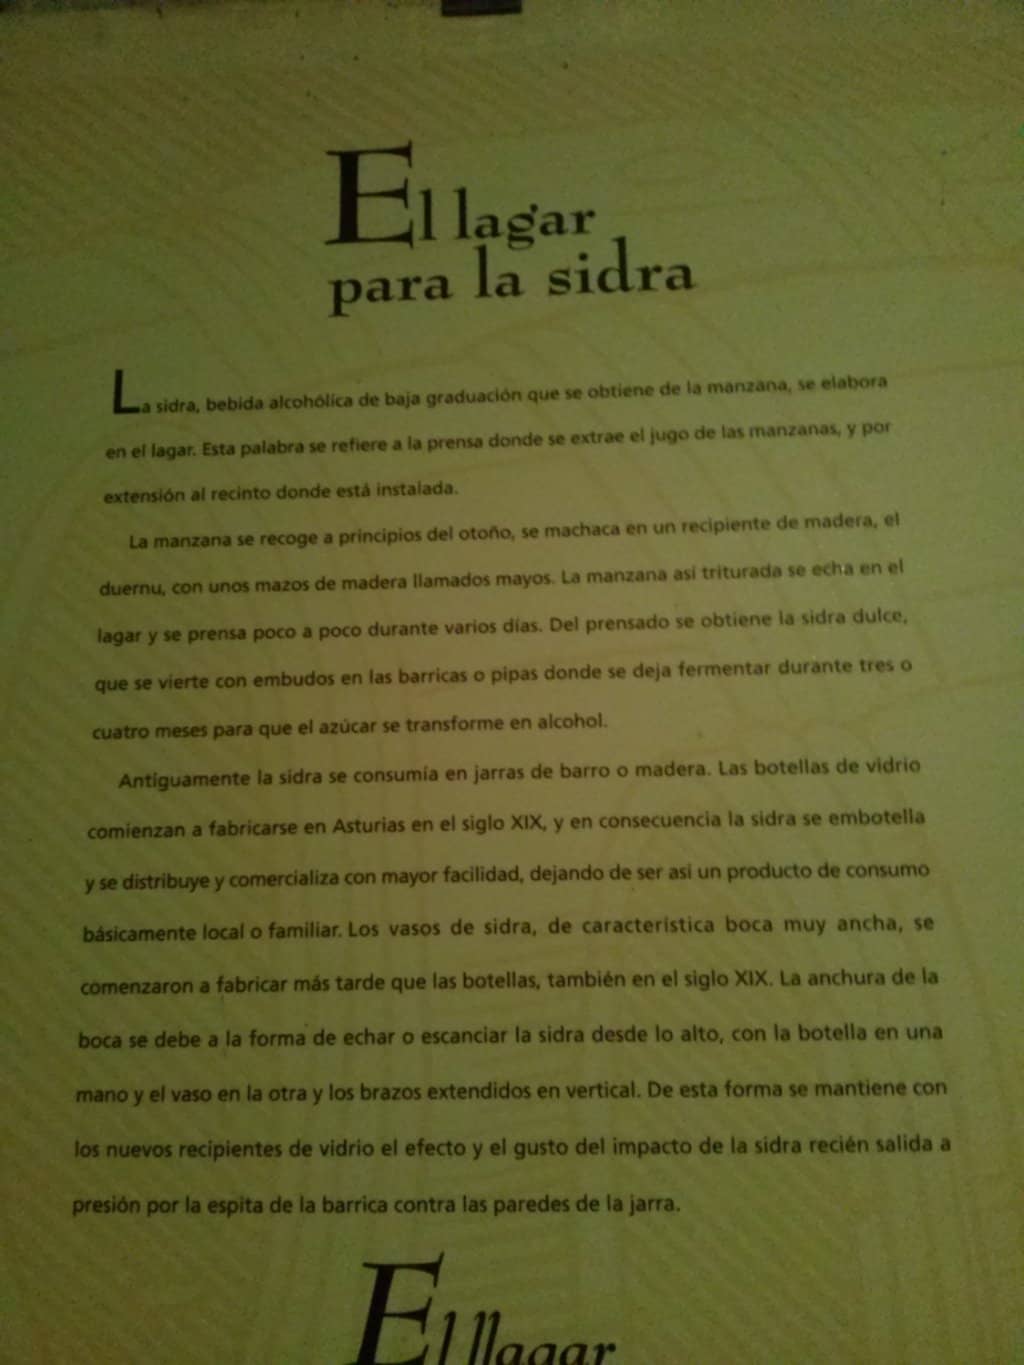 El lagar
para la sidra
La sidra, bebida alcohólica de baja graduación que se obtiene de la manzana, se elabora
en el lagar. Esta palabra se refiere a la prensa donde se extrae el jugo de las manzanas, y por
extensión al recinto donde está instalada.
La manzana se recoge a principios del otoño, se machaca en un recipiente de madera, el
duernu, con unos mazos de madera llamados mayos. La manzana así triturada se echa en el
lagar y se prensa poco a poco durante varios días. Del prensado se obtiene la sidra dulce,
que se vierte con embudos en las barricas o pipas donde se deja fermentar durante tres o
cuatro meses para que el azúcar se transforme en alcohol.
Antiguamente la sidra se consumía en jarras de barro o madera. Las botellas de vidrio
comienzan a fabricarse en Asturias en el siglo XIX, y en consecuencia la sidra se embotella
y se distribuye y comercializa con mayor facilidad, dejando de ser así un producto de consumo
básicamente local o familiar. Los vasos de sidra, de característica boca muy ancha, se
comenzaron a fabricar más tarde que las botellas, también en el siglo XIX. La anchura de la
boca se debe a la forma de echar o escanciar la sidra desde lo alto, con la botella en una
mano y el vaso en la otra y los brazos extendidos en vertical. De esta forma se mantiene con
los nuevos recipientes de vidrio el efecto y el gusto del impacto de la sidra recién salida a
presión por la espita de la barrica contra las paredes de la jarra.
El llagar